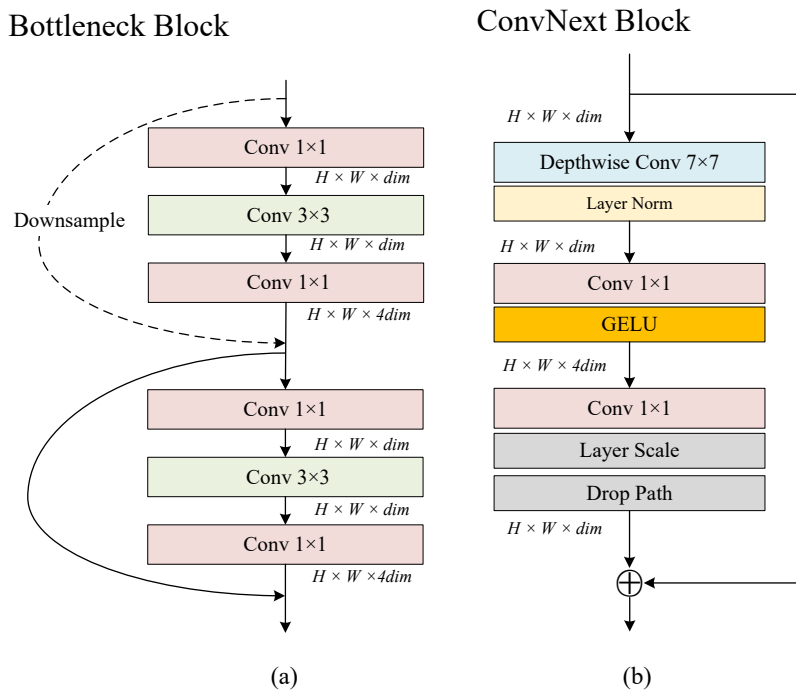 Bottleneck Block
Conv 1×1
H × W × dim
Conv 3×3
Downsample
H × W × dim
Conv 1×1
H × W × 4dim
Conv 1×1
H × W × dim
Conv 3×3
H × W × dim
Conv 1×1
H × W ×4dim
(a)
ConvNext Block
H × W × dim
Depthwise Conv 7×7
Layer Norm
H × W × dim
Conv 1×1
GELU
H × W × 4dim
Conv 1×1
Layer Scale
Drop Path
H × W × dim
(b)